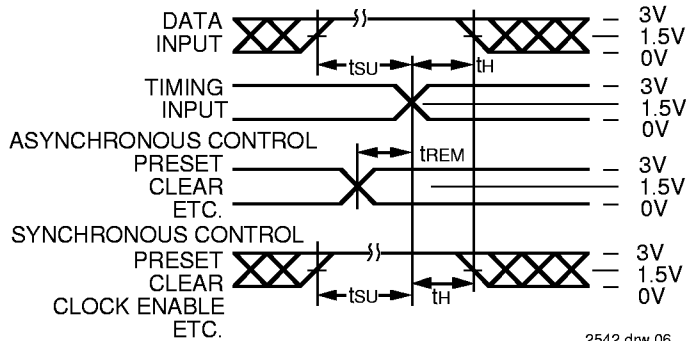 DATA
INPUT
3V
1.5V
0V
tSU
tH
TIMING
INPUT
3V
1.5V
0V
ASYNCHRONOUS CONTROL
PRESET
CLEAR
ETC.
tREM
3V
1.5V
0V
SYNCHRONOUS CONTROL
PRESET
CLEAR
CLOCK ENABLE
ETC.
tSU
tH
3V
1.5V
0V
2542 drw 06